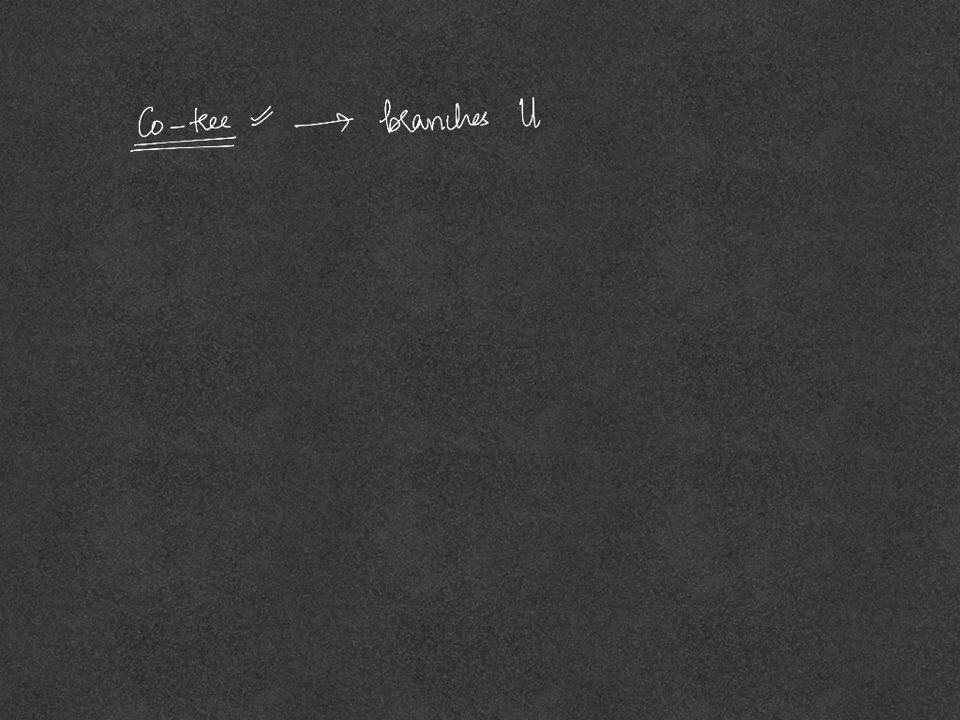 Co-tree ✓ → branches U